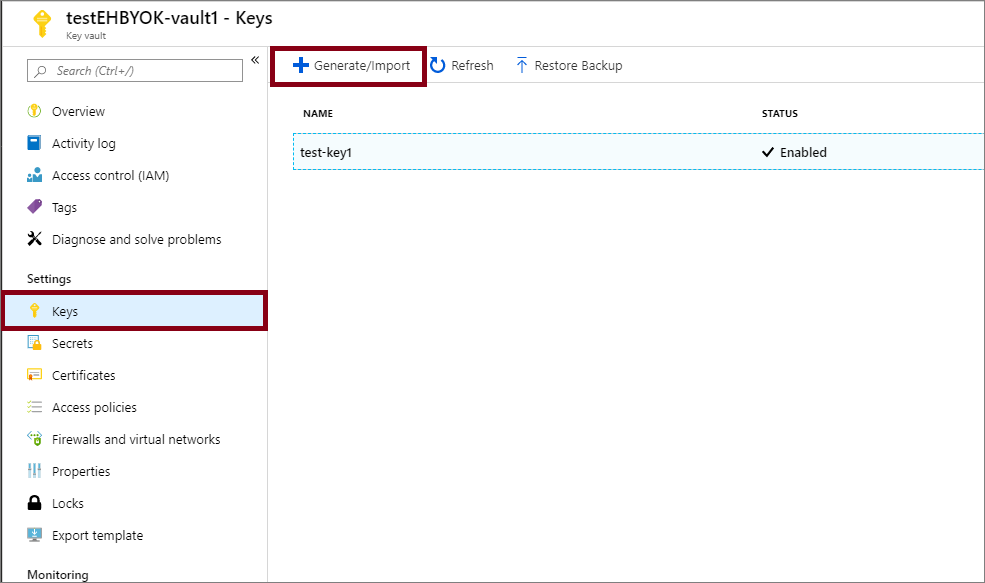 testEHBYOK-vault1 - Keys
Key vault
Search (Ctrl+/)
«
Generate/Import
Refresh
Restore Backup
Overview
Activity log
Access control (IAM)
Tags
Diagnose and solve problems
Settings
Keys
Secrets
Certificates
Access policies
Firewalls and virtual networks
Properties
Locks
Export template
Monitoring
NAME STATUS
test-key1 Enabled